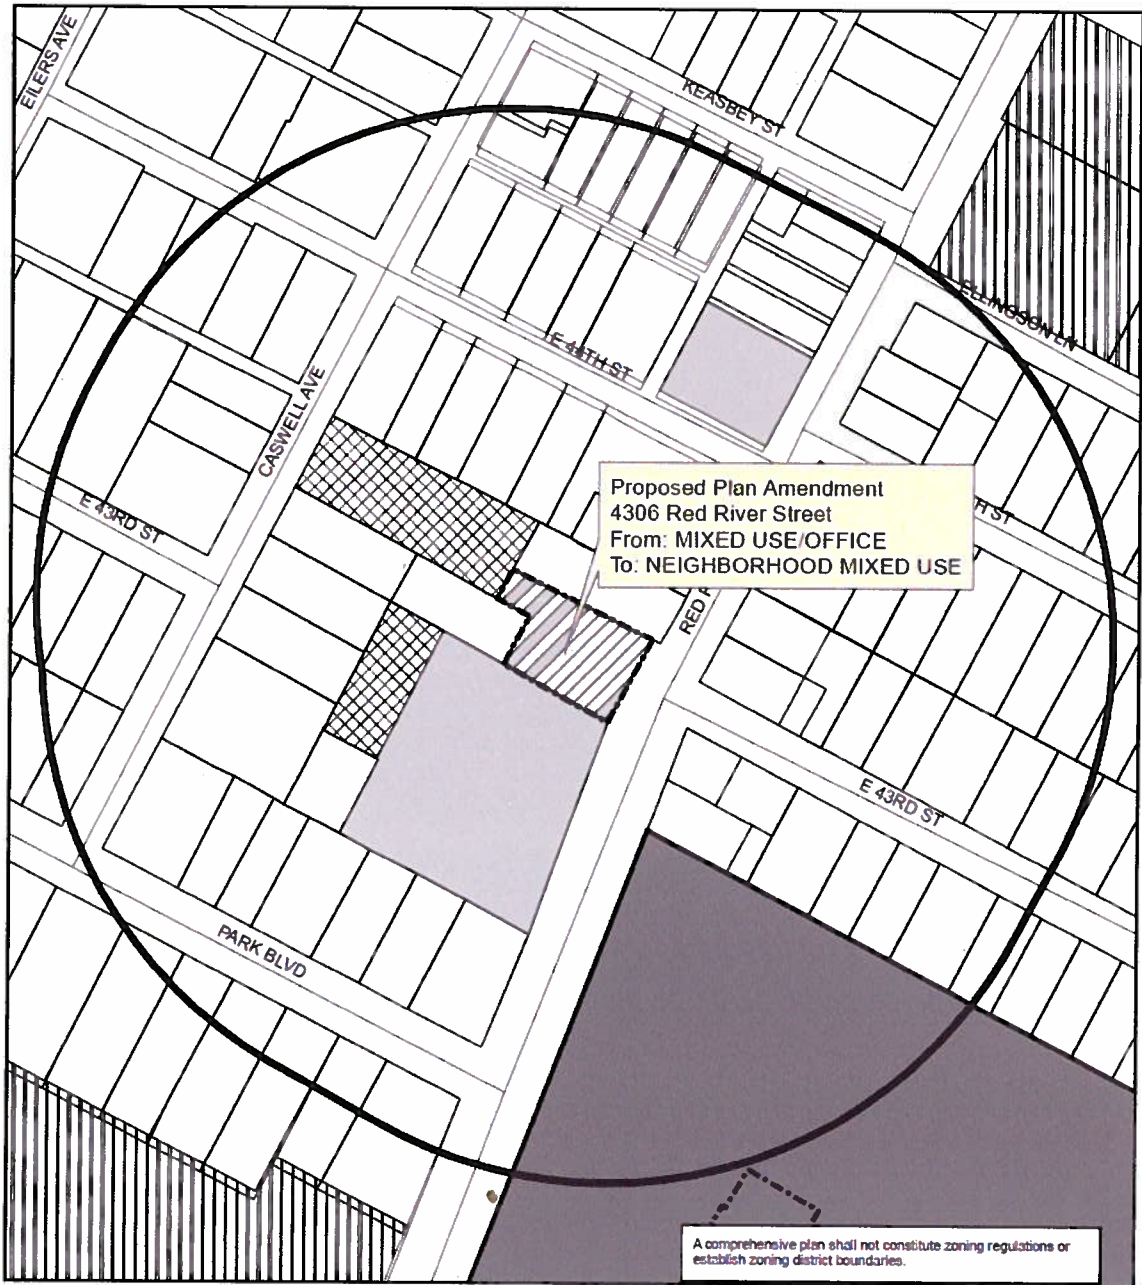 EILERS AVE
KEASBEY ST
ELLINGSON LN
E 44TH ST
CASWELL AVE
Proposed Plan Amendment
4306 Red River Street
From: MIXED USE/OFFICE
To: NEIGHBORHOOD MIXED USE
H ST
E 43RD ST
RED R
E 43RD ST
PARK BLVD
A comprehensive plan shall not constitute zoning regulations or
establish zoning district boundaries.